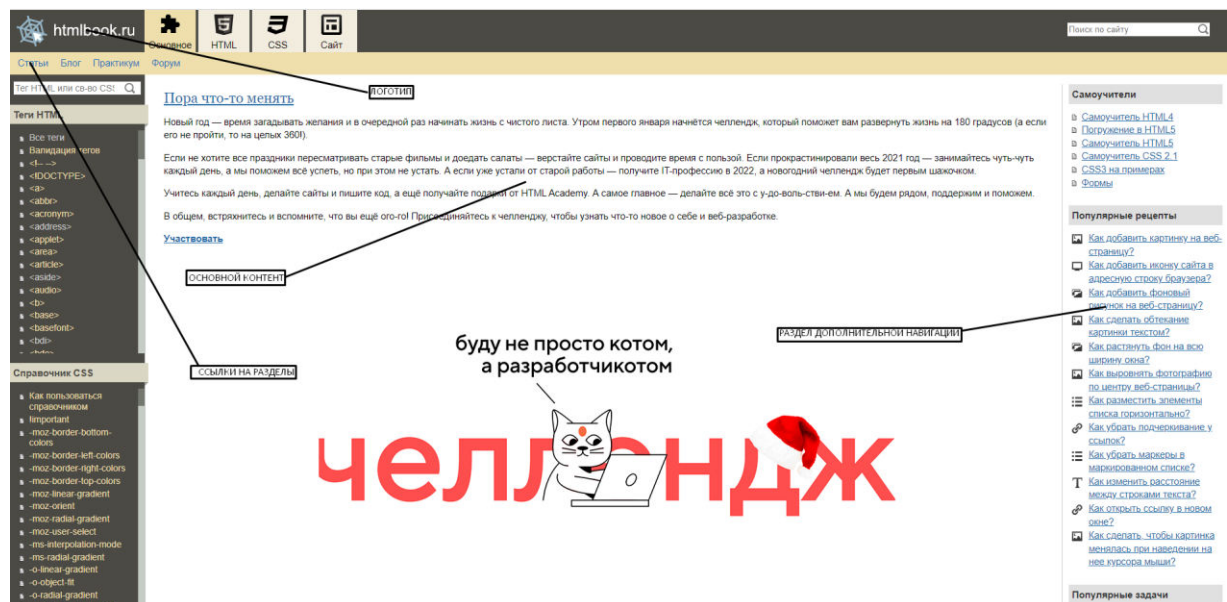 htmlbook.ru
Основное
HTML
CSS
Сайт
Поиск по сайту
Статьи Блог Практикум Форум
Тег HTML или св-во CS!
Теги HTML
Все теги
Валидация тегов
<!-- -->
<!DOCTYPE>
<a>
<abbr>
<acronym>
<address>
<applet>
<area>
<article>
<aside>
<audio>
<b>
<base>
<basefont>
<bdi>
<bdo>
Справочник CSS
Как пользоваться
справочником
!important
-moz-border-bottom-
colors
-moz-border-left-colors
-moz-border-right-colors
-moz-border-top-colors
-moz-linear-gradient
-moz-orient
-moz-radial-gradient
-moz-user-select
-ms-interpolation-mode
-ms-radial-gradient
-o-linear-gradient
-o-object-fit
-o-radial-gradient
ЛОГОТИП
Пора что-то менять
Новый год — время загадывать желания и в очередной раз начинать жизнь с чистого листа. Утром первого января начнётся челлендж, который поможет вам развернуть жизнь на 180 градусов (а если
его не пройти, то на целых 360!).
Если не хотите все праздники пересматривать старые фильмы и доедать салаты — верстайте сайты и проводите время с пользой. Если прокрастинировали весь 2021 год — занимайтесь чуть-чуть
каждый день, а мы поможем всё успеть, но при этом не устать. А если уже устали от старой работы — получите IT-профессию в 2022, а новогодний челлендж будет первым шажочком.
Учитесь каждый день, делайте сайты и пишите код, а ещё получайте подарки от HTML Academy. А самое главное — делайте всё это с у-до-воль-стви-ем. А мы будем рядом, поддержим и поможем.
В общем, встряхнитесь и вспомните, что вы ещё ого-го! Присоединяйтесь к челленджу, чтобы узнать что-то новое о себе и веб-разработке.
Участвовать
ОСНОВНОЙ КОНТЕНТ
ССЫЛКИ НА РАЗДЕЛЫ
РАЗДЕЛ ДОПОЛНИТЕЛЬНОЙ НАВИГАЦИИ
буду не просто котом,
а разработчикотом
челлендж
Самоучители
Самоучитель HTML4
Погружение в HTML5
Самоучитель HTML5
Самоучитель CSS 2.1
CSS3 на примерах
Формы
Популярные рецепты
Как добавить картинку на веб-
страницу?
Как добавить иконку сайта в
адресную строку браузера?
Как добавить фоновый
рисунок на веб-страницу?
Как сделать обтекание
картинки текстом?
Как растянуть фон на всю
ширину окна?
Как выровнять фотографию
по центру веб-страницы?
Как разместить элементы
списка горизонтально?
Как убрать подчеркивание у
ссылок?
Как убрать маркеры в
маркированном списке?
Как изменить расстояние
между строками текста?
Как открыть ссылку в новом
окне?
Как сделать, чтобы картинка
менялась при наведении на
нее курсора мыши?
Популярные задачи